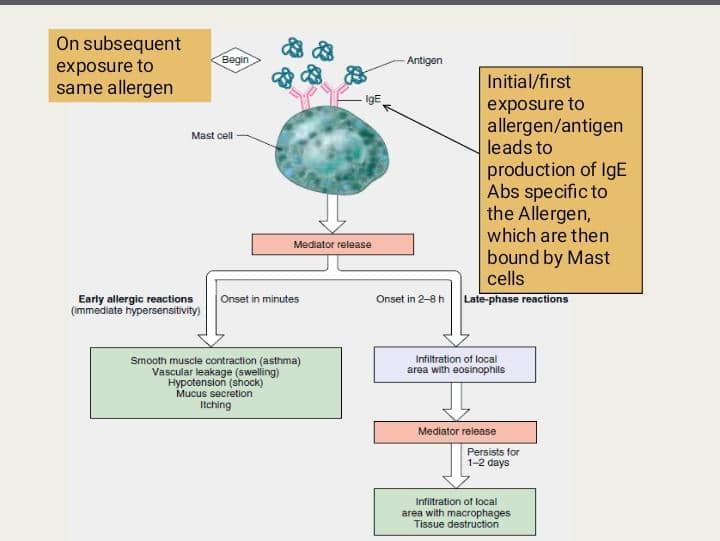 On subsequent
exposure to
same allergen
Begin
Antigen
IgE
Mast cell
Initial/first
exposure to
allergen/antigen
leads to
production of IgE
Abs specific to
the Allergen,
which are then
bound by Mast
cells
Mediator release
Early allergic reactions
(immediate hypersensitivity)
Onset in minutes
Onset in 2–8 h
Late-phase reactions
Smooth muscle contraction (asthma)
Vascular leakage (swelling)
Hypotension (shock)
Mucus secretion
Itching
Infiltration of local
area with eosinophils
Mediator release
Persists for
1–2 days
Infiltration of local
area with macrophages
Tissue destruction